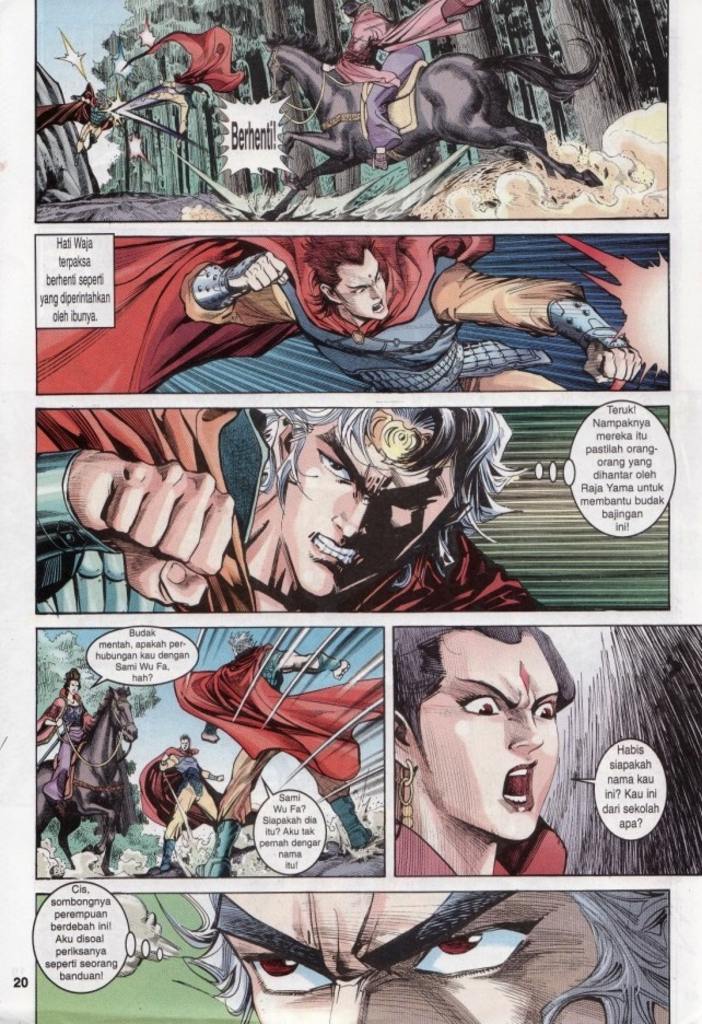 Berhenti!
Hati Waja
terpaksa
berhenti seperti
yang diperintahkan
oleh ibunya.
Teruk!
Nampaknya
mereka itu
pastilah orang-
orang yang
dihantar oleh
Raja Yama untuk
membantu budak
bajingan
ini!
Budak
mentah, apakah per-
hubungan kau dengan
Sami Wu Fa,
hah?
Sami
Wu Fa?
Siapakah dia
itu? Aku tak
pernah dengar
nama
itu!
Habis
siapakah
nama kau
ini? Kau ini
dari sekolah
apa?
Cis,
sombongnya
perempuan
berdebah ini!
Aku disoal
periksanya
seperti seorang
banduan!
20